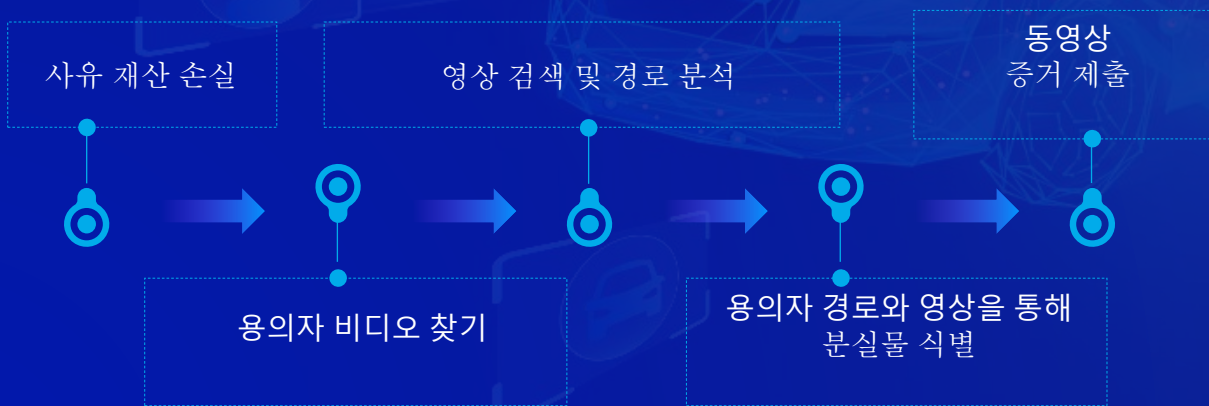 사유 재산 손실
용의자 비디오 찾기
영상 검색 및 경로 분석
용의자 경로와 영상을 통해
분실물 식별
동영상
증거 제출